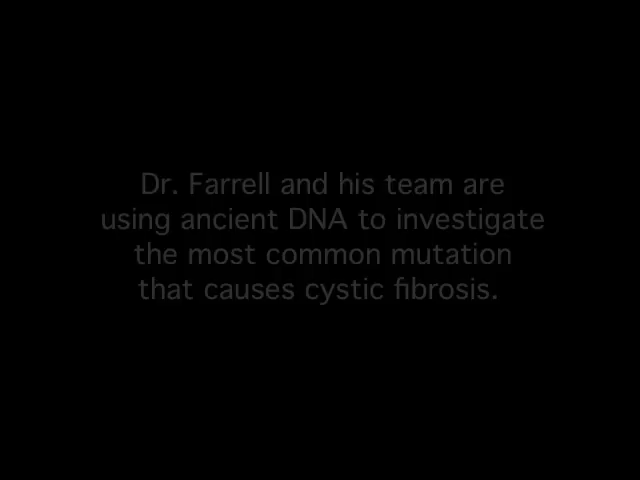 Dr. Farrell and his team are
using ancient DNA to investigate
the most common mutation
that causes cystic fibrosis.